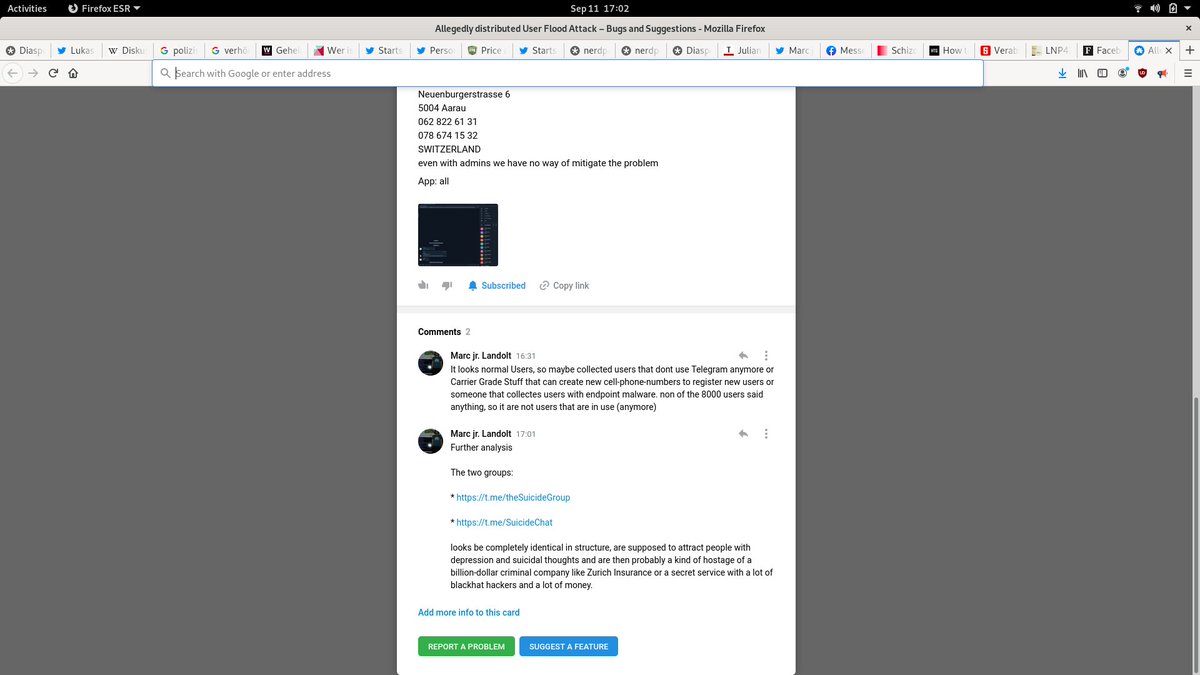 Activities
Firefox ESR
Sep 11 17:02
Allegedly distributed User Flood Attack – Bugs and Suggestions - Mozilla Firefox
Diasp
Lukas
Disku
polizi
verhö
Gehei
Wer is
Starts
Perso
Price
Starts
nerdp
nerdp
Diasp
Julian
Marc
Mess
Schiz
How t
Verab
LNP4
Faceb
All
Search with Google or enter address
Neuenburgerstrasse 6
5004 Aarau
062 822 61 31
078 674 15 32
SWITZERLAND
even with admins we have no way of mitigate the problem
App: all
Subscribed
Copy link
Comments 2
Marc jr. Landolt 16:31
It looks normal Users, so maybe collected users that dont use Telegram anymore or
Carrier Grade Stuff that can create new cell-phone-numbers to register new users or
someone that collectes users with endpoint malware. non of the 8000 users said
anything, so it are not users that are in use (anymore)
Marc jr. Landolt 17:01
Further analysis
The two groups:
* https://t.me/theSuicideGroup
* https://t.me/SuicideChat
looks be completely identical in structure, are supposed to attract people with
depression and suicidal thoughts and are then probably a kind of hostage of a
billion-dollar criminal company like Zurich Insurance or a secret service with a lot of
blackhat hackers and a lot of money.
Add more info to this card
REPORT A PROBLEM
SUGGEST A FEATURE